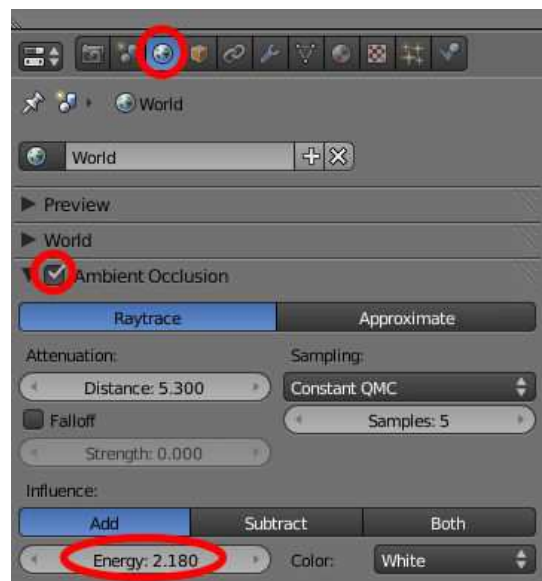 World
World
Preview
World
Ambient Occlusion
Raytrace Approximate
Attenuation: Sampling:
Distance: 5.300 Constant QMC
Falloff Samples: 5
Strength: 0.000
Influence:
Add Subtract Both
Energy: 2.180 Color: White